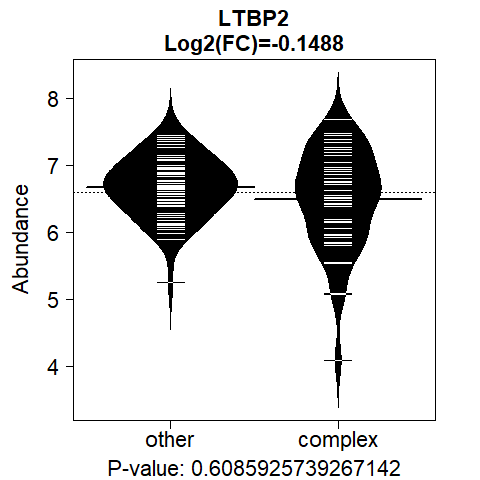 LTBP2
Log2(FC)=-0.1488
Abundance
8
7
6
5
4
other complex
P-value: 0.6085925739267142